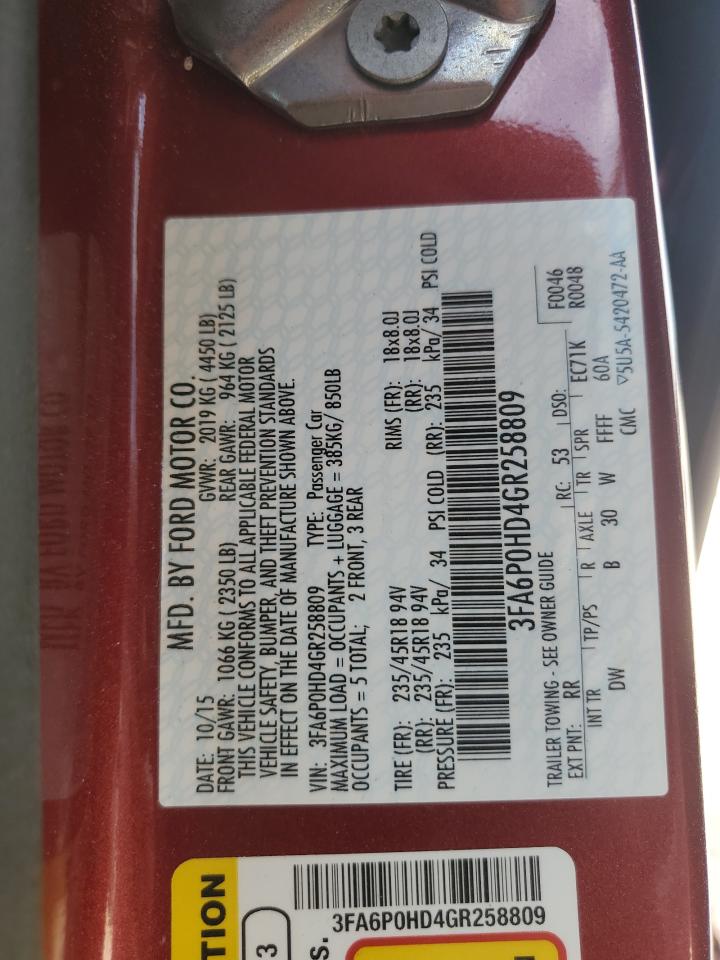 MFD. BY FORD MOTOR CO.
DATE: 10/15 GVWR: 2019 KG ( 4450 LB)
FRONT GAWR: 1066 KG ( 2350 LB) REAR GAWR: 964 KG ( 2125 LB)
THIS VEHICLE CONFORMS TO ALL APPLICABLE FEDERAL MOTOR
VEHICLE SAFETY, BUMPER, AND THEFT PREVENTION STANDARDS
IN EFFECT ON THE DATE OF MANUFACTURE SHOWN ABOVE.
VIN: 3FA6P0HD4GR258809 TYPE: Passenger Car
MAXIMUM LOAD = OCCUPANTS + LUGGAGE = 385KG/ 850LB
OCCUPANTS = 5 TOTAL; 2 FRONT, 3 REAR
TIRE (FR): 235/45R18 94V RIMS (FR): 18x8.0J
(RR): 235/45R18 94V (RR): 18x8.0J
PRESSURE (FR): 235 kPa/ 34 PSI COLD (RR): 235 kPa/ 34 PSI COLD
3FA6P0HD4GR258809
TRAILER TOWING - SEE OWNER GUIDE F0046
EXT PNT: RR RC: 53 DSO: R0048
INT TR TP/PS R AXLE TR SPR EC71K
DW B 30 W FFFF 60A
CMC ▽5U5A-5420472-AA
TION
3
S.
3FA6P0HD4GR258809